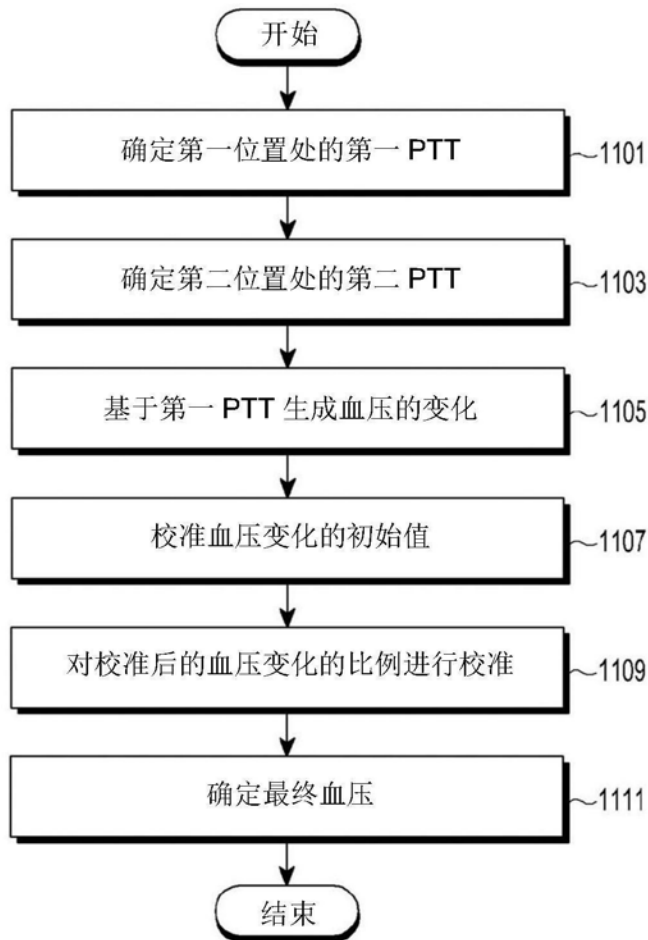 开始
确定第一位置处的第一 PTT
1101
确定第二位置处的第二 PTT
1103
基于第一 PTT 生成血压的变化
1105
校准血压变化的初始值
1107
对校准后的血压变化的比例进行校准
1109
确定最终血压
1111
结束